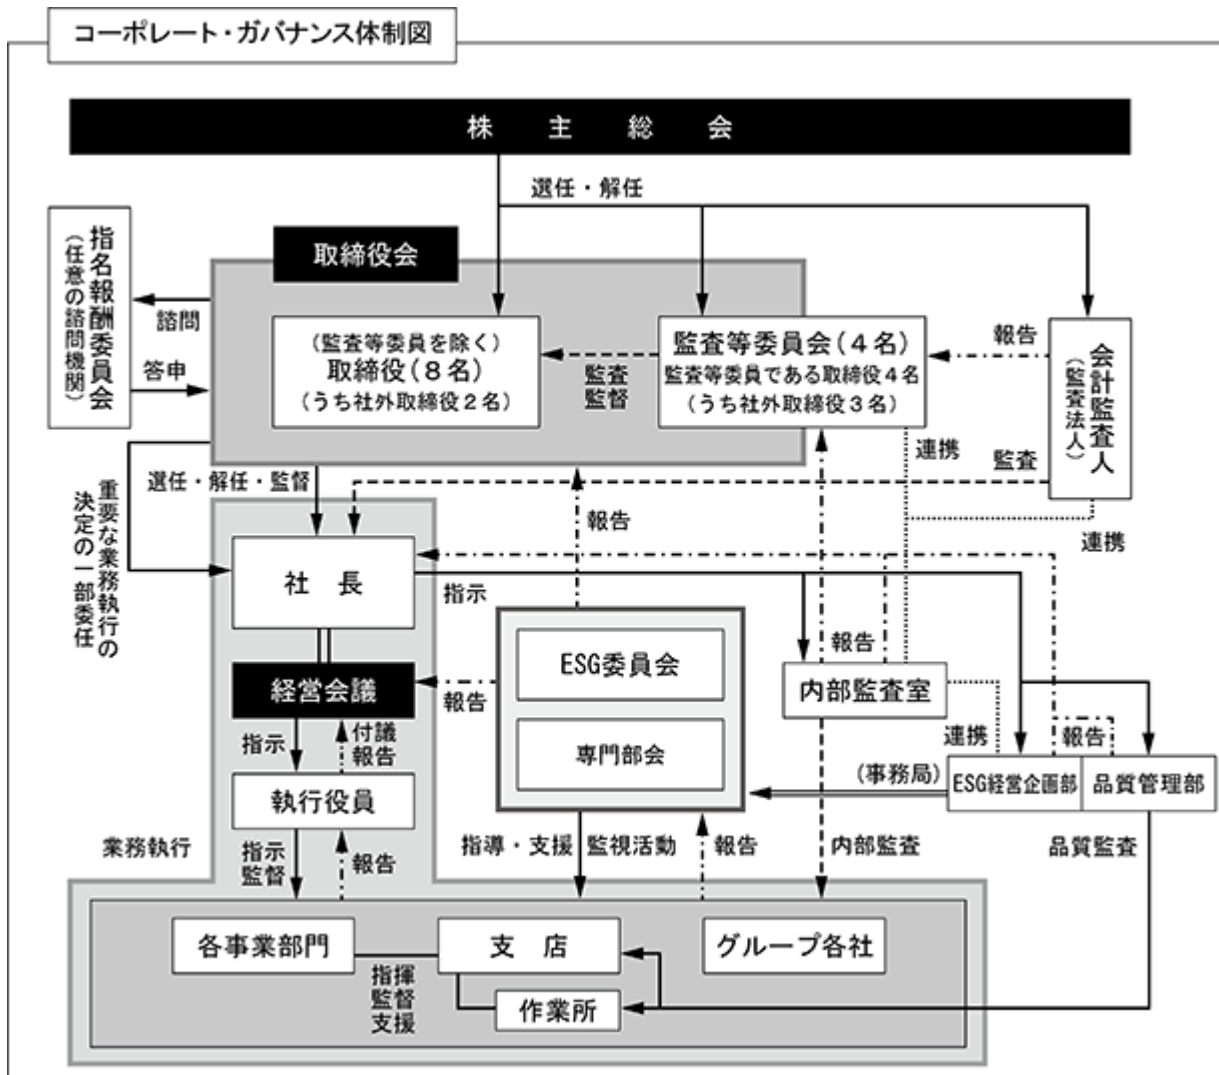 コーポレート・ガバナンス体制図
株主総会
選任・解任
指名報酬委員会
（任意の諮問機関）
諮問
答申
取締役会
（監査等委員を除く）
取締役（８名）
（うち社外取締役２名）
監査
監督
監査等委員会（４名）
監査等委員である取締役４名
（うち社外取締役３名）
報告
会計監査人
（監査法人）
連携
監査
連携
選任・解任・監督
重要な業務執行の
決定の一部委任
報告
社長
指示
経営会議
報告
ESG委員会
専門部会
報告
内部監査室
連携
報告
指示
付議
報告
執行役員
（事務局）
ESG経営企画部
品質管理部
業務執行
指示
監督
報告
指導・支援
監視活動
報告
内部監査
品質監査
各事業部門
支店
グループ各社
指揮
監督
支援
作業所